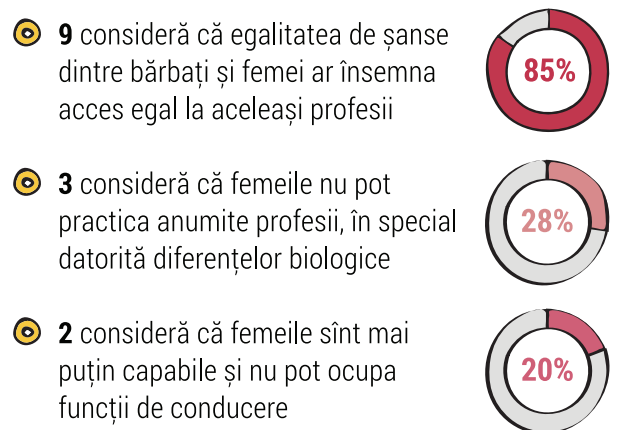 9 consideră că egalitatea de șanse
dintre bărbați și femei ar însemna
acces egal la aceleași profesii
85%
3 consideră că femeile nu pot
practica anumite profesii, în special
datorită diferențelor biologice
28%
2 consideră că femeile sînt mai
puțin capabile și nu pot ocupa
funcții de conducere
20%